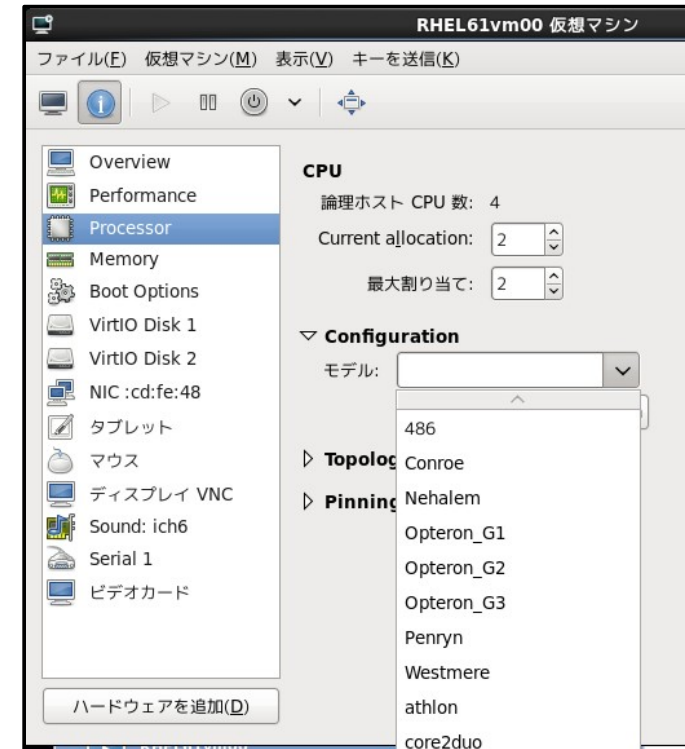 RHEL61vm00 仮想マシン
ファイル(F) 仮想マシン(M) 表示(V) キーを送信(K)
Overview
Performance
Processor
Memory
Boot Options
VirtIO Disk 1
VirtIO Disk 2
NIC :cd:fe:48
タブレット
マウス
ディスプレイ VNC
Sound: ich6
Serial 1
ビデオカード
ハードウェアを追加(D)
CPU
論理ホスト CPU 数: 4
Current allocation: 2
最大割り当て: 2
Configuration
モデル:
Topolog
Pinning
486
Conroe
Nehalem
Opteron_G1
Opteron_G2
Opteron_G3
Penryn
Westmere
athlon
core2duo